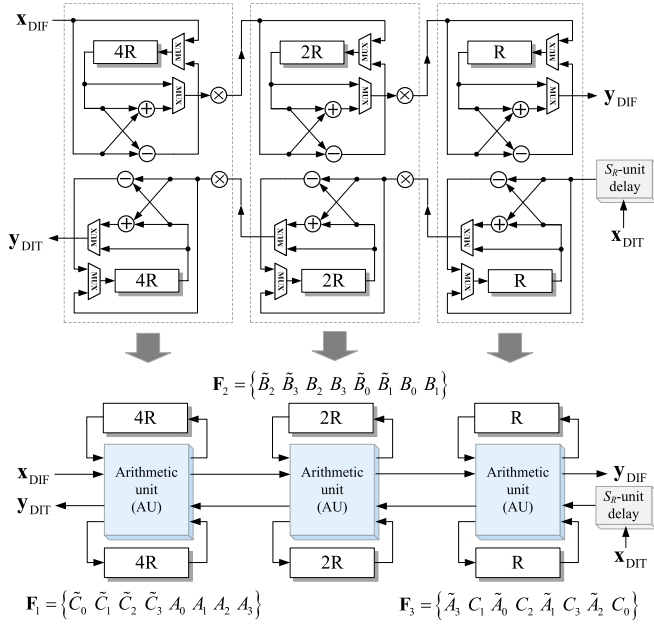 x_DIF
4R
MUX
MUX
2R
MUX
MUX
R
MUX
MUX
y_DIF
y_DIT
MUX
MUX
4R
MUX
MUX
2R
MUX
MUX
R
S_R-unit
delay
x_DIT
F_2 = {B̃_2 B̃_3 B_2 B_3 B̃_0 B̃_1 B_0 B_1}
4R
2R
R
x_DIF
y_DIT
Arithmetic
unit
(AU)
Arithmetic
unit
(AU)
Arithmetic
unit
(AU)
y_DIF
S_R-unit
delay
x_DIT
4R
2R
R
F_1 = {C̃_0 C̃_1 C̃_2 C̃_3 A_0 A_1 A_2 A_3}
F_3 = {Ã_3 C_1 Ã_0 C_2 Ã_1 C_3 Ã_2 C_0}